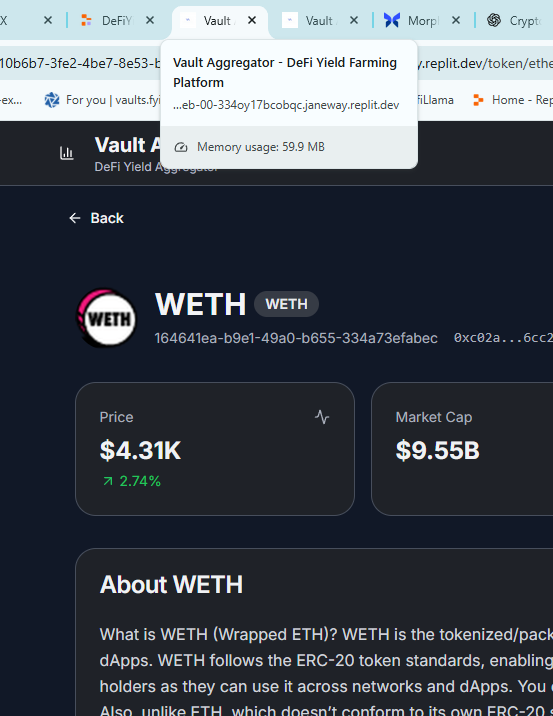 X
DeFiY
Vault
Vault
Morp
Crypt
Vault Aggregator - DeFi Yield Farming
Platform
...eb-00-334oy17bcobqc.janeway.replit.dev
Memory usage: 59.9 MB
10b6b7-3fe2-4be7-8e53-b
.replit.dev/token/ethe
-ex...
For you | vaults.fyi
fiLlama
Home - Rep
Vault A
DeFi Yield Aggregator
Back
WETH
WETH
WETH
164641ea-b9e1-49a0-b655-334a73efabec
0xc02a...6cc2
Price
$4.31K
2.74%
Market Cap
$9.55B
About WETH
What is WETH (Wrapped ETH)? WETH is the tokenized/pack
dApps. WETH follows the ERC-20 token standards, enabling
holders as they can use it across networks and dApps. You
Also, unlike ETH, which doesn't conform to its own ERC-20 s